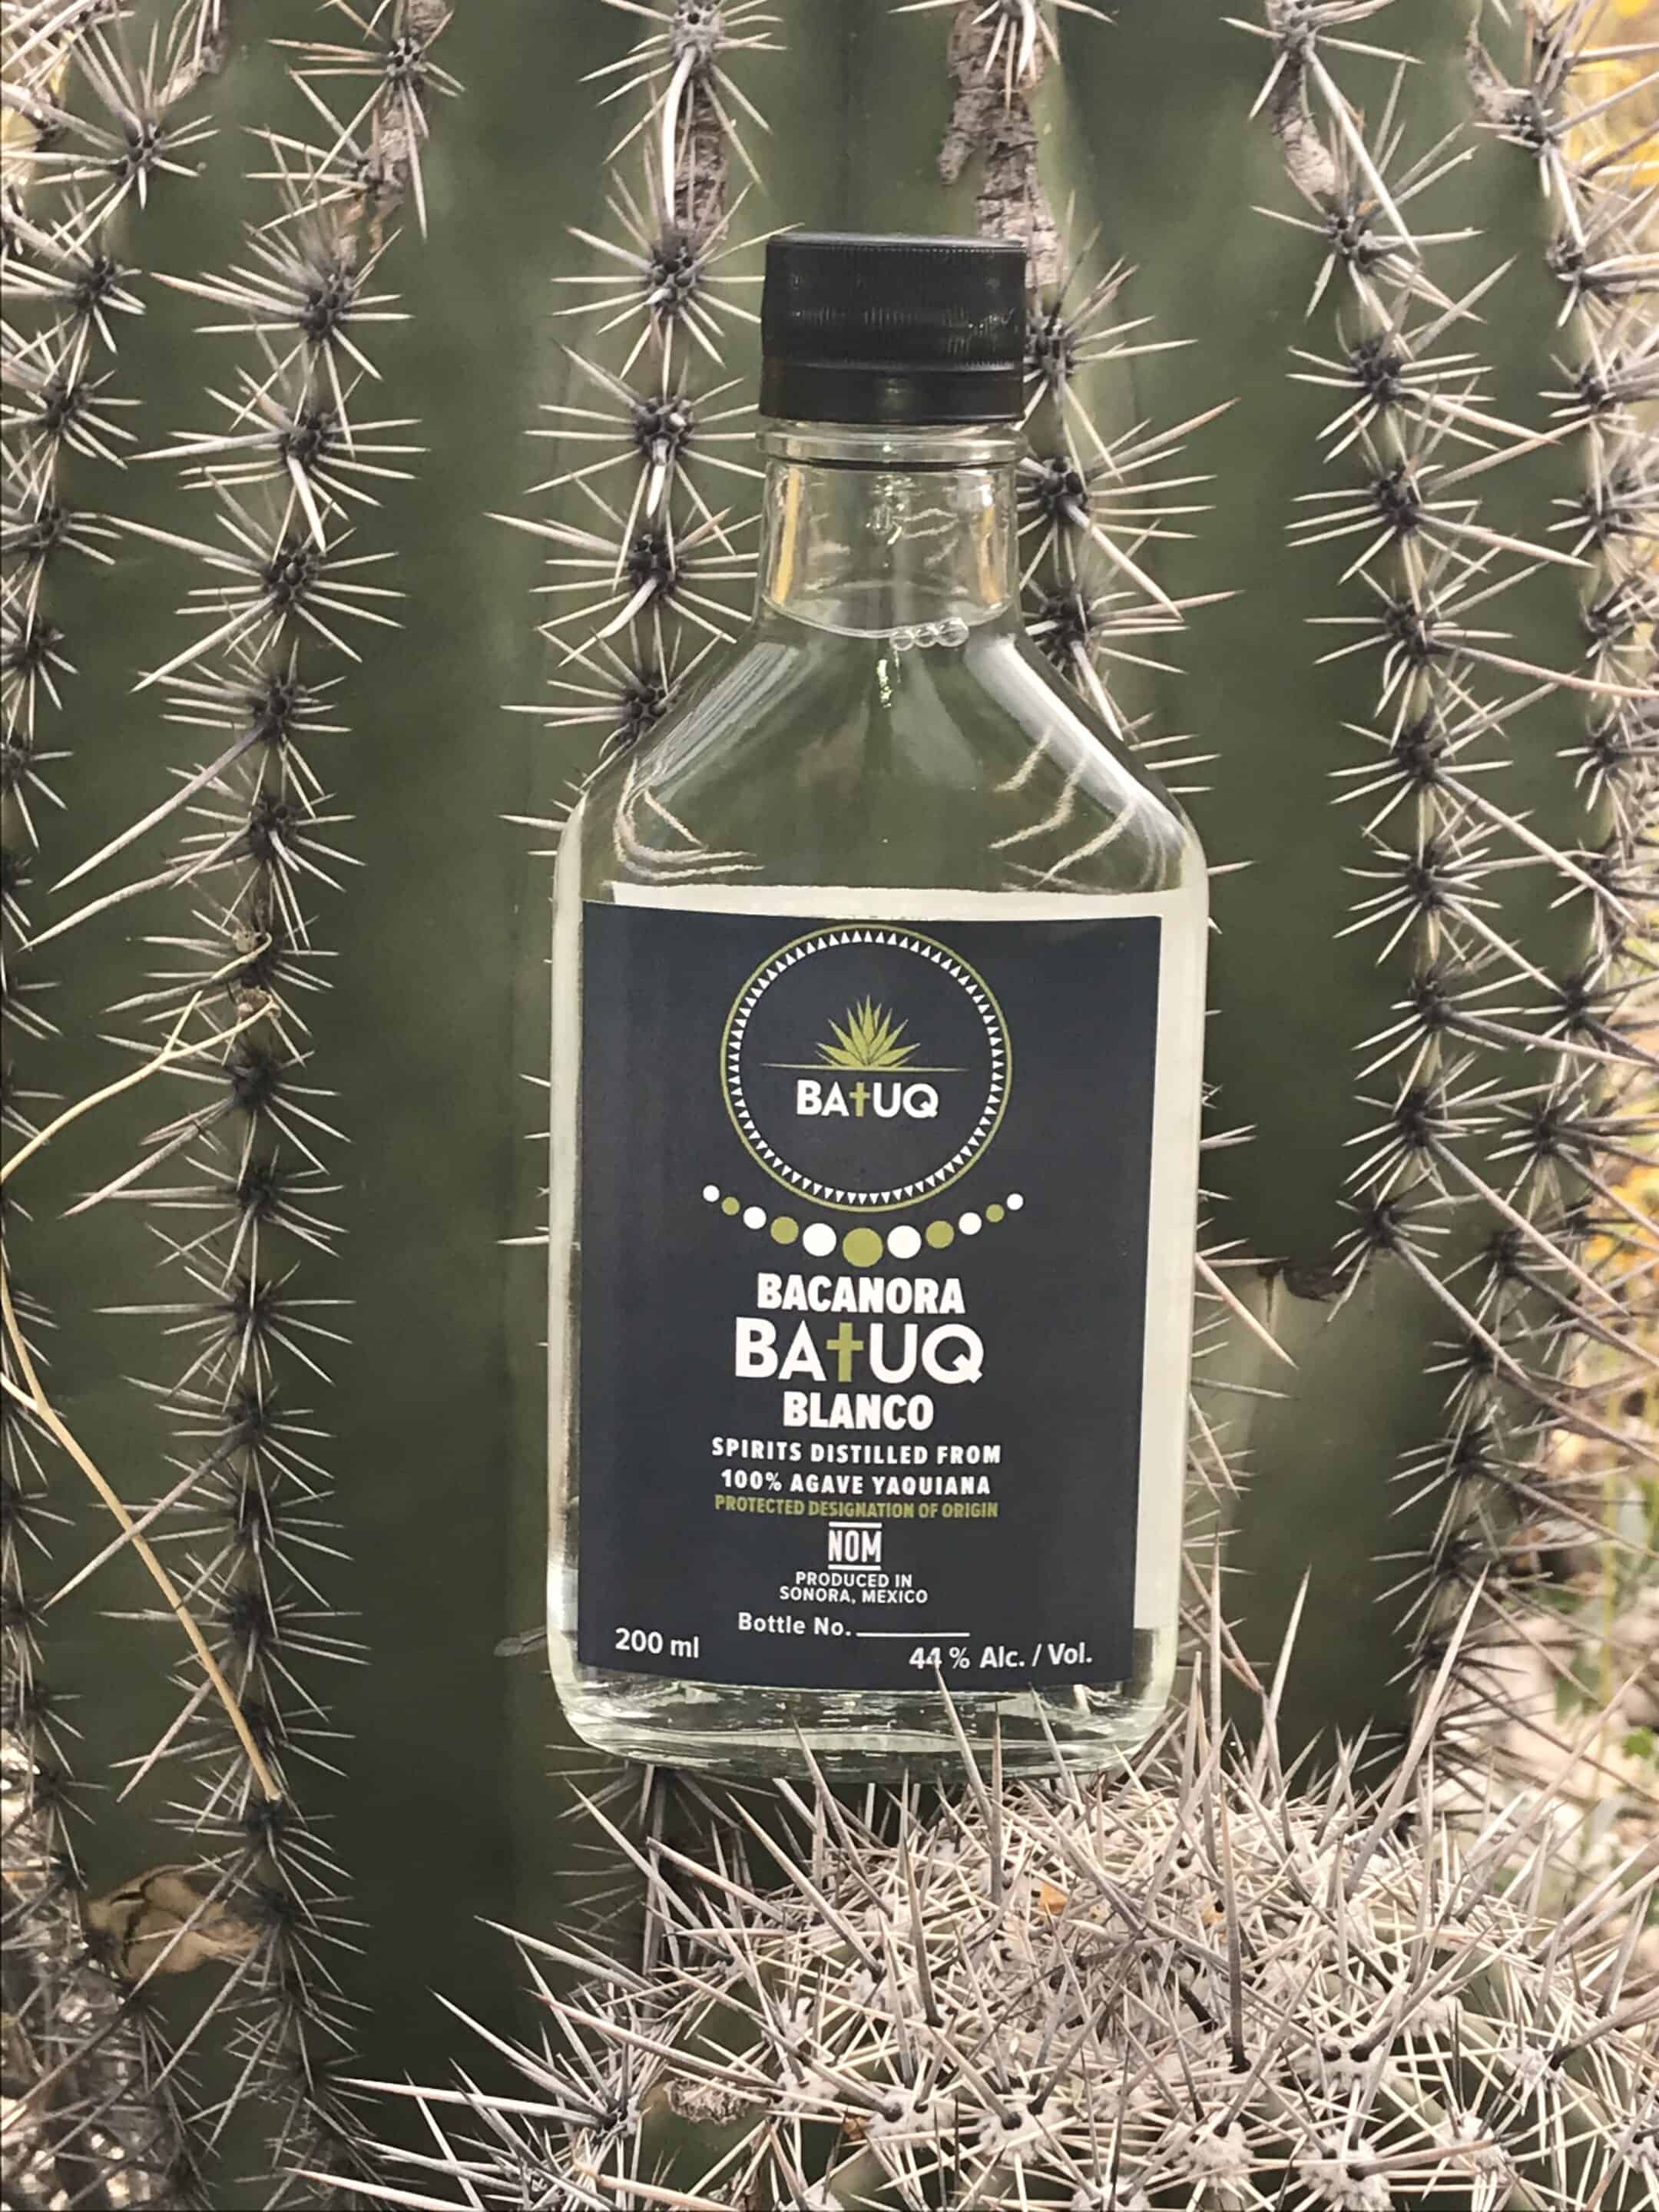 BA†UQ
BACANORA
BA†UQ
BLANCO
SPIRITS DISTILLED FROM
100% AGAVE YAQUIANA
PROTECTED DESIGNATION OF ORIGIN
NOM
PRODUCED IN
SONORA, MEXICO
Bottle No.
200 ml
44 % Alc. / Vol.